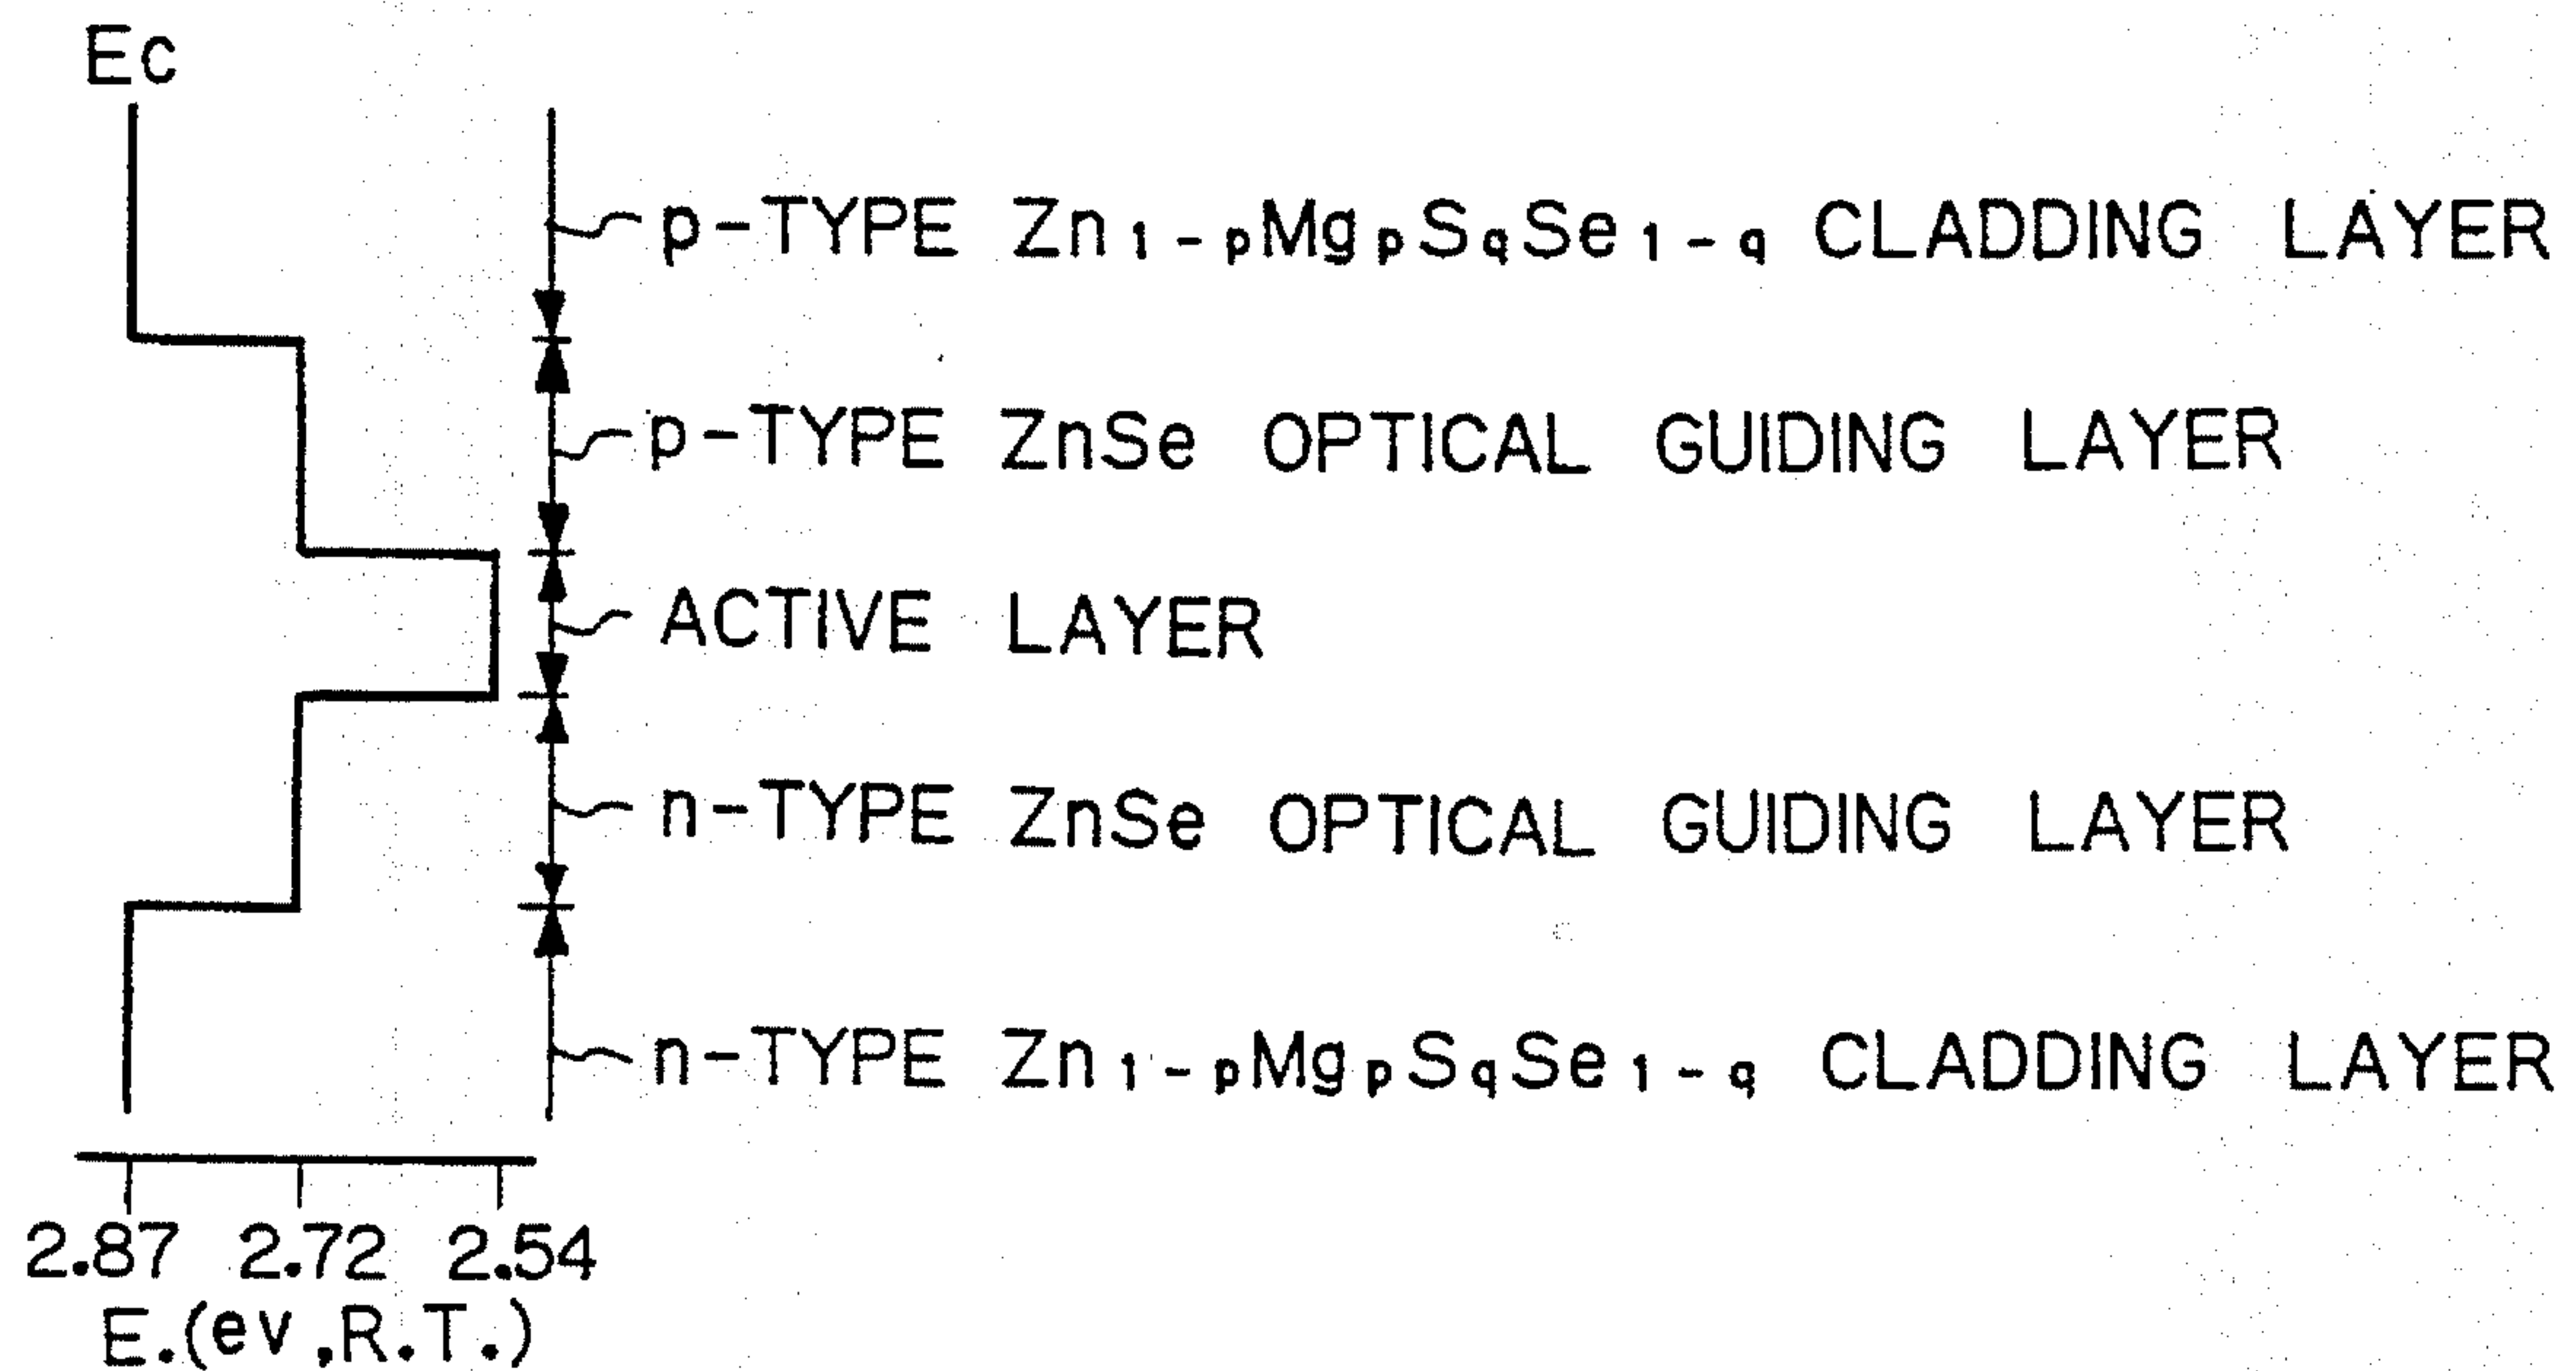 Ec
p-TYPE Zn1-pMgpSqSe1-q CLADDING LAYER
p-TYPE ZnSe OPTICAL GUIDING LAYER
ACTIVE LAYER
n-TYPE ZnSe OPTICAL GUIDING LAYER
n-TYPE Zn1-pMgpSqSe1-q CLADDING LAYER
2.87 2.72 2.54
E.(ev,R.T.)